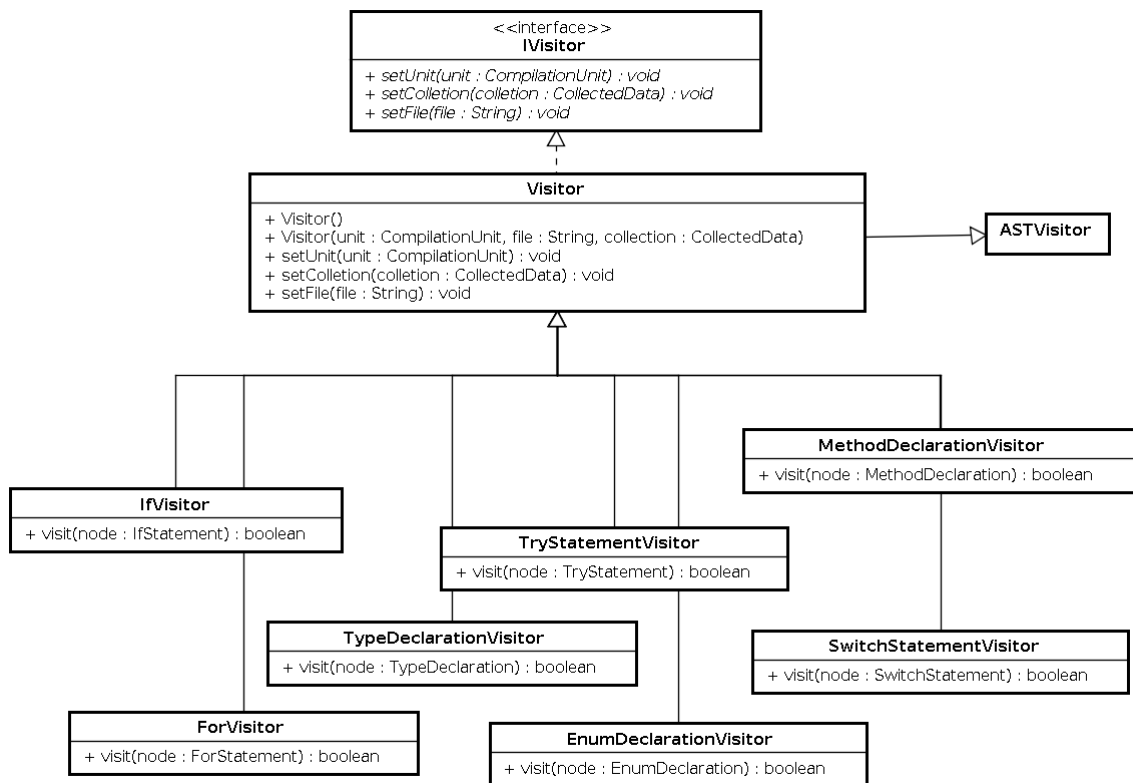 <<interface>>
IVisitor
+ setUnit(unit : CompilationUnit) : void
+ setColletion(colletion : CollectedData) : void
+ setFile(file : String) : void
Visitor
+ Visitor()
+ Visitor(unit : CompilationUnit, file : String, collection : CollectedData)
+ setUnit(unit : CompilationUnit) : void
+ setColletion(colletion : CollectedData) : void
+ setFile(file : String) : void
ASTVisitor
MethodDeclarationVisitor
+ visit(node : MethodDeclaration) : boolean
IfVisitor
+ visit(node : IfStatement) : boolean
TryStatementVisitor
+ visit(node : TryStatement) : boolean
TypeDeclarationVisitor
+ visit(node : TypeDeclaration) : boolean
SwitchStatementVisitor
+ visit(node : SwitchStatement) : boolean
ForVisitor
+ visit(node : ForStatement) : boolean
EnumDeclarationVisitor
+ visit(node : EnumDeclaration) : boolean